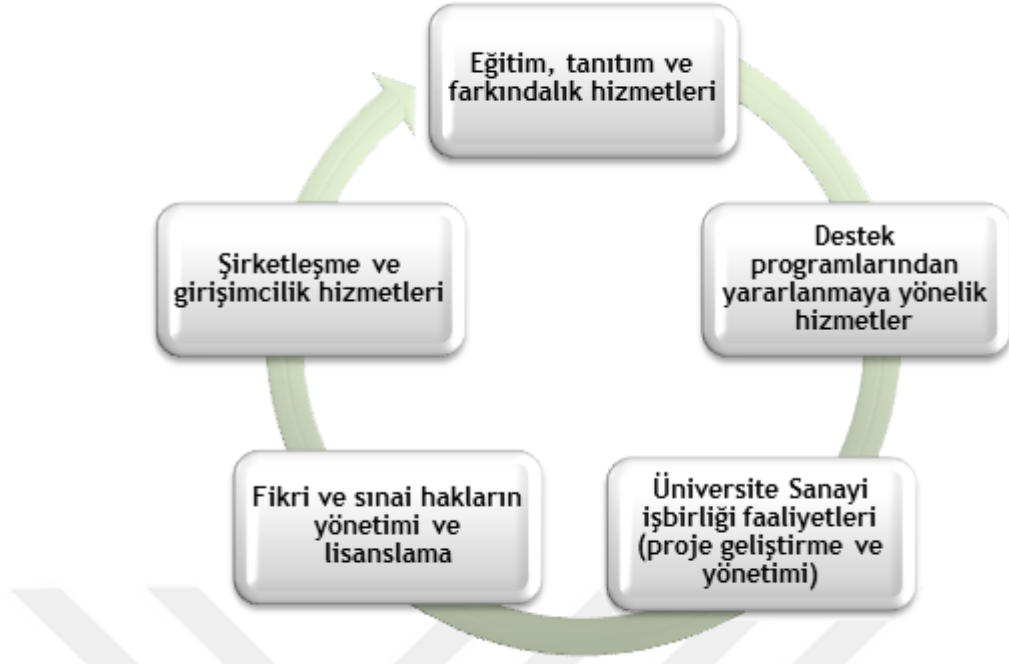 Eğitim, tanıtım ve
farkındalık hizmetleri
Destek
programlarından
yararlanmaya yönelik
hizmetler
Üniversite Sanayi
işbirliği faaliyetleri
(proje geliştirme ve
yönetimi)
Fikri ve sınai hakların
yönetimi ve
lisanslama
Şirketleşme ve
girişimcilik hizmetleri